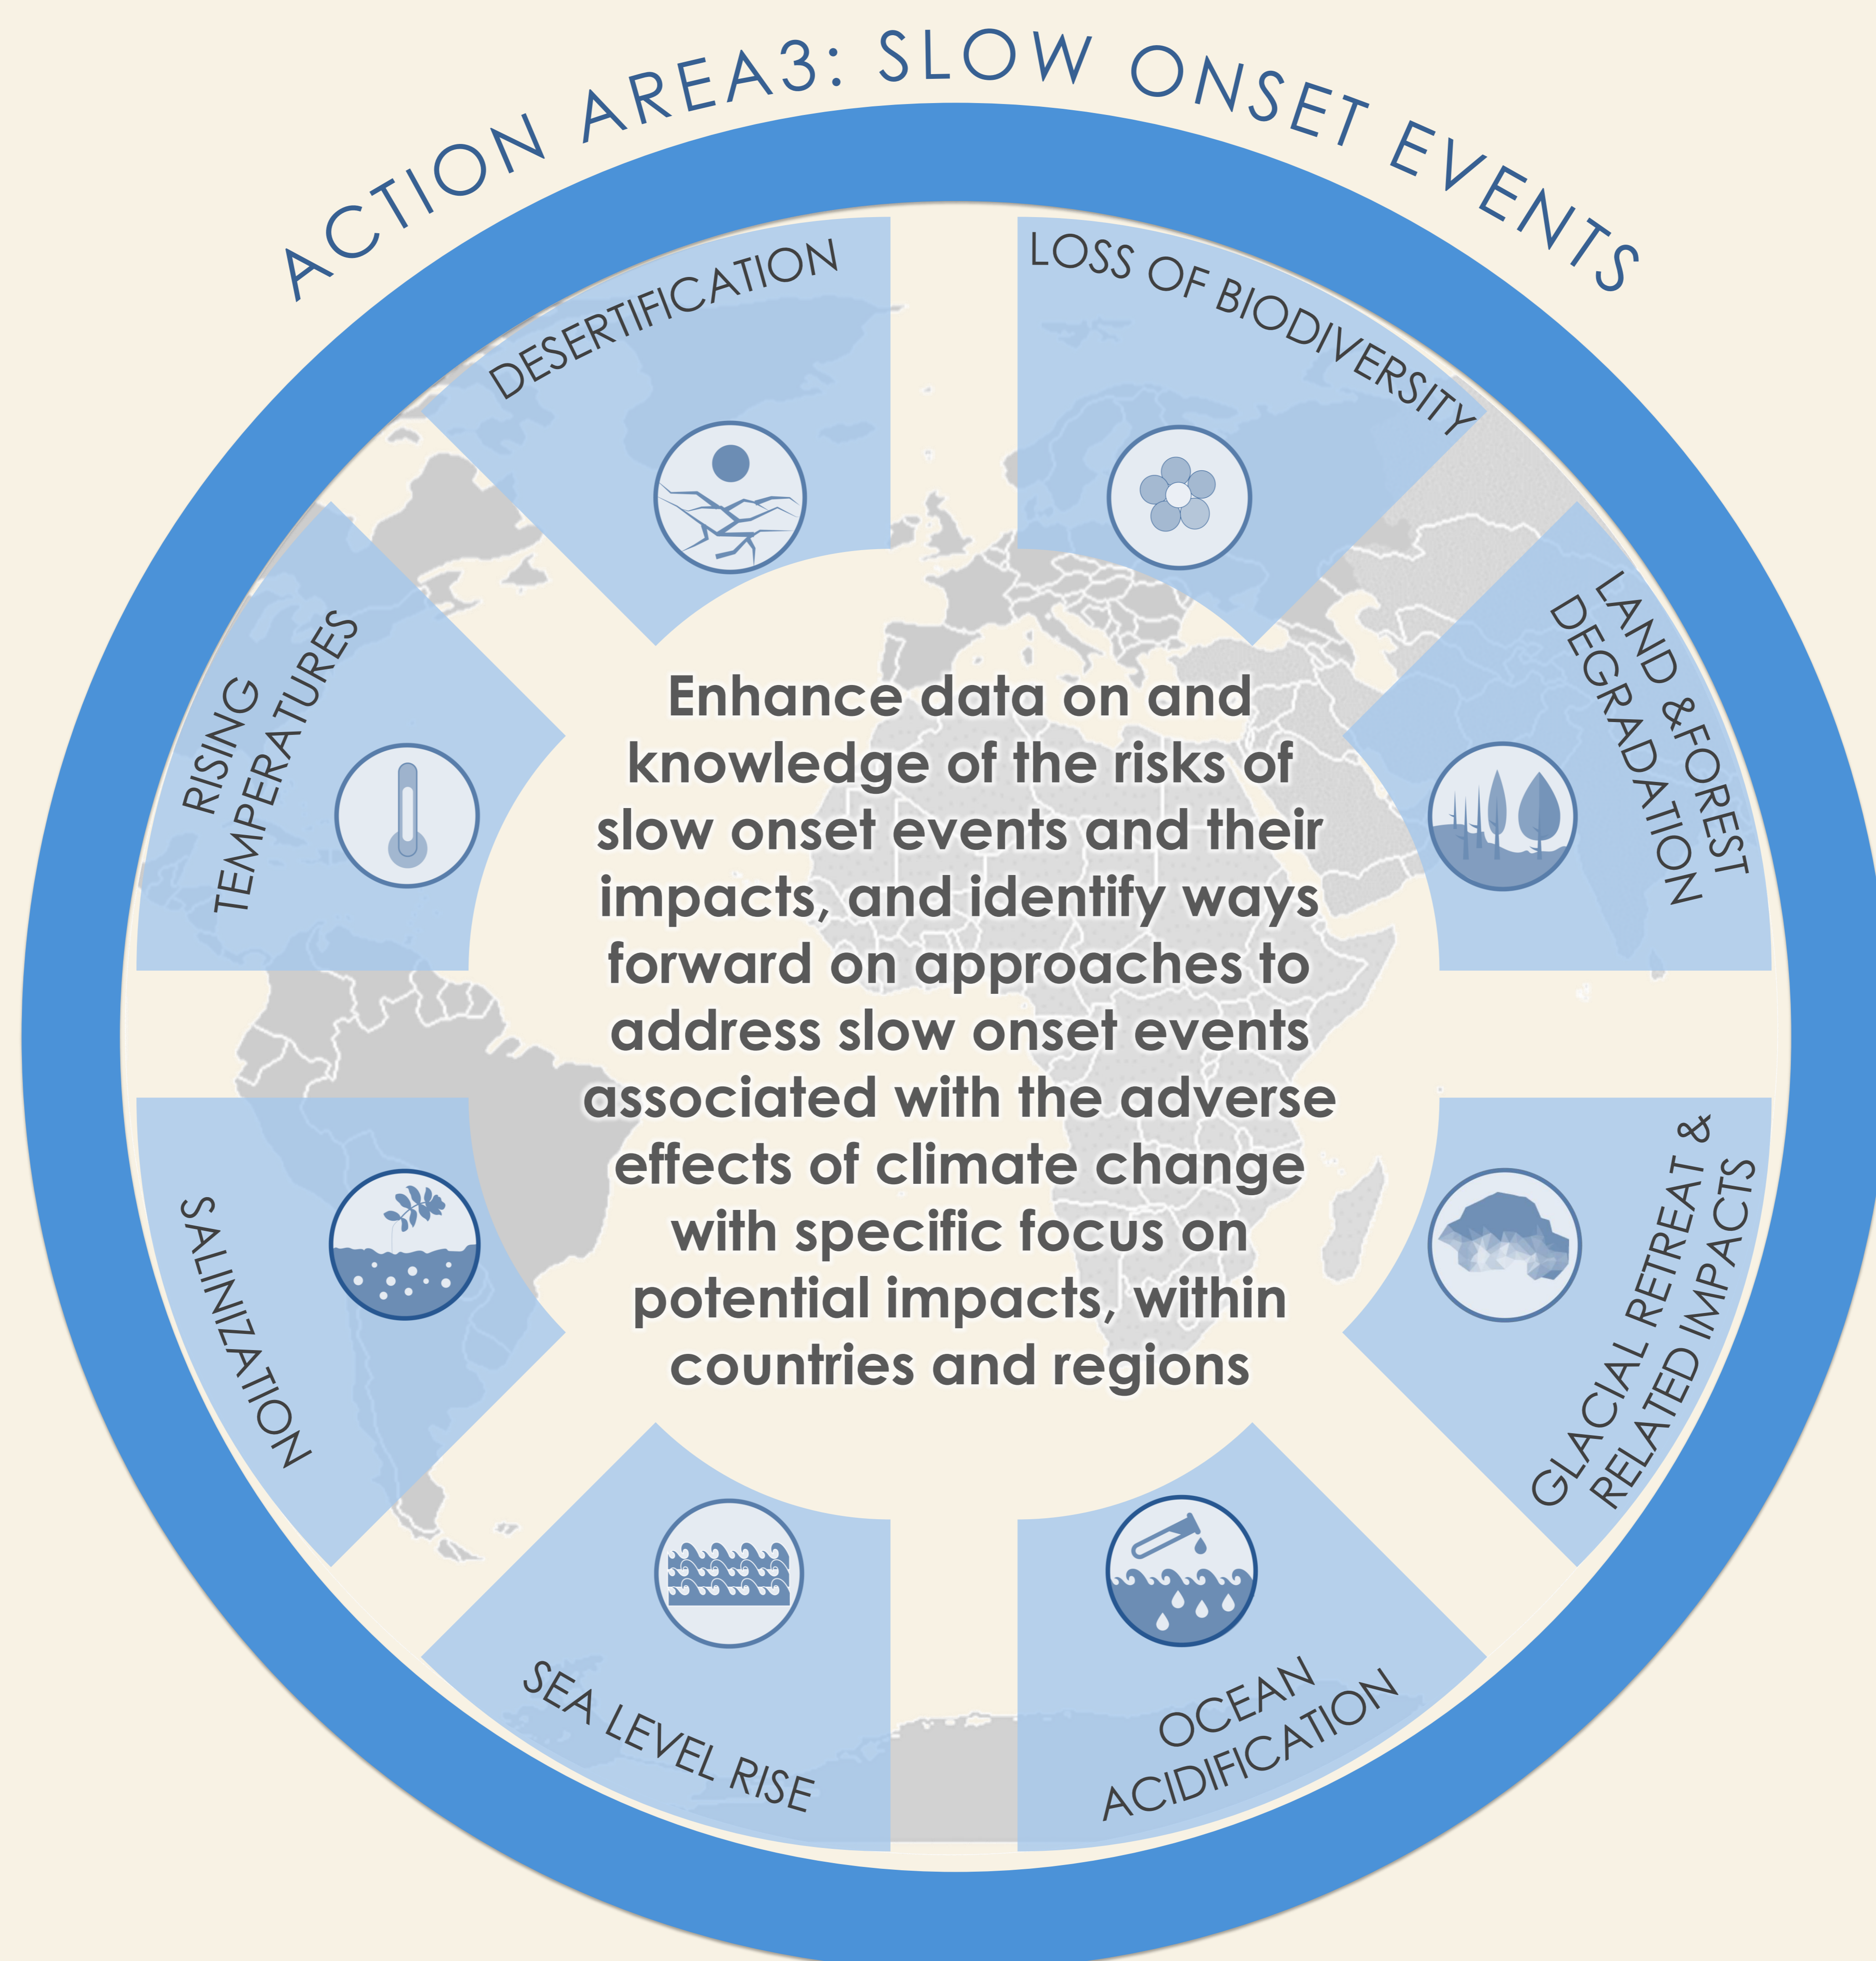 ACTION AREA3: SLOW ONSET EVENTS
DESERTIFICATION
LOSS OF BIODIVERSITY
LAND & FOREST
DEGRADATION
GLACIAL RETREAT &
RELATED IMPACTS
OCEAN
ACIDIFICATION
SEA LEVEL RISE
SALINIZATION
RISING
TEMPERATURES
Enhance data on and
knowledge of the risks of
slow onset events and their
impacts, and identify ways
forward on approaches to
address slow onset events
associated with the adverse
effects of climate change
with specific focus on
potential impacts, within
countries and regions